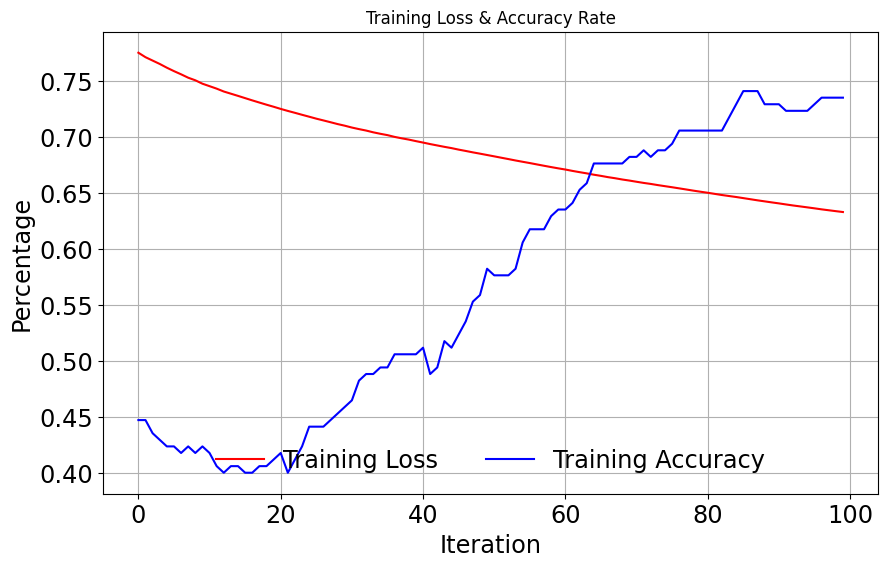 Training Loss & Accuracy Rate
Percentage
0.75
0.70
0.65
0.60
0.55
0.50
0.45
0.40
Training Loss Training Accuracy
0 20 40 60 80 100
Iteration